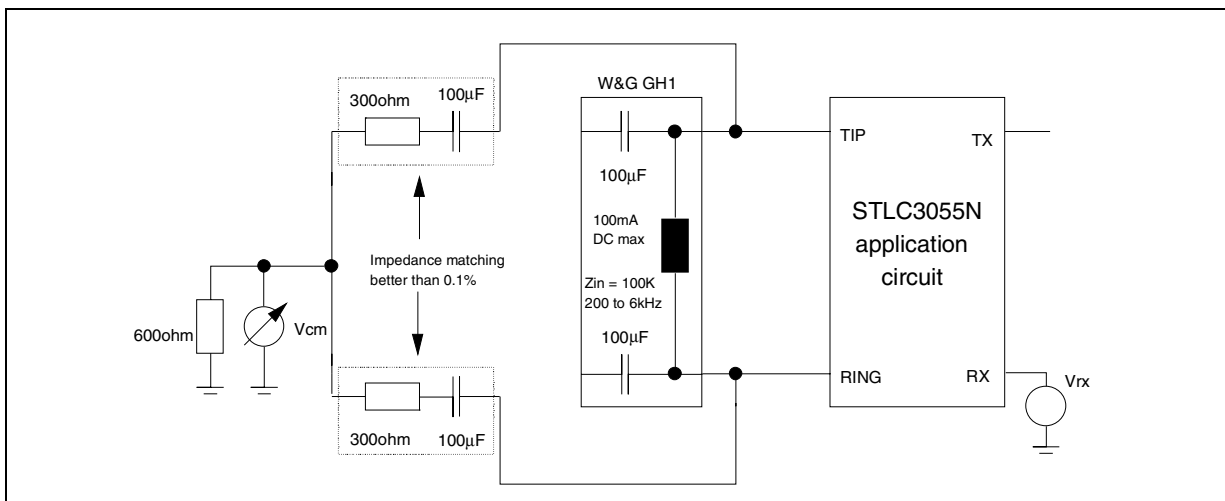 W&G GH1
300ohm
100μF
TIP
TX
100μF
STLC3055N
application
circuit
100mA
DC max
Impedance matching
better than 0.1%
Zin = 100K
200 to 6kHz
600ohm
Vcm
100μF
RING
RX
Vrx
300ohm
100μF